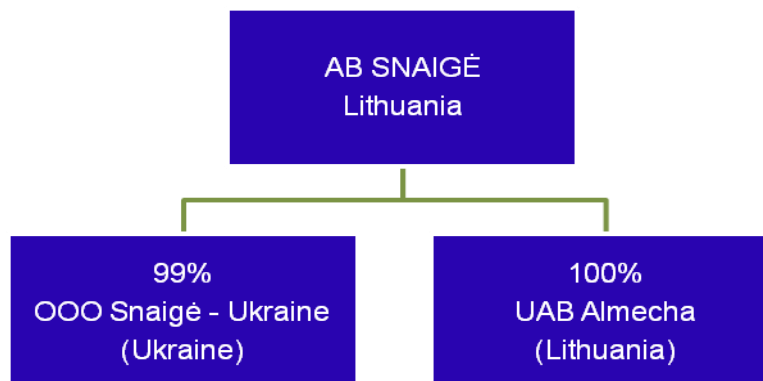 AB SNAIGĖ
Lithuania
99%
OOO Snaigė - Ukraine
(Ukraine)
100%
UAB Almecha
(Lithuania)